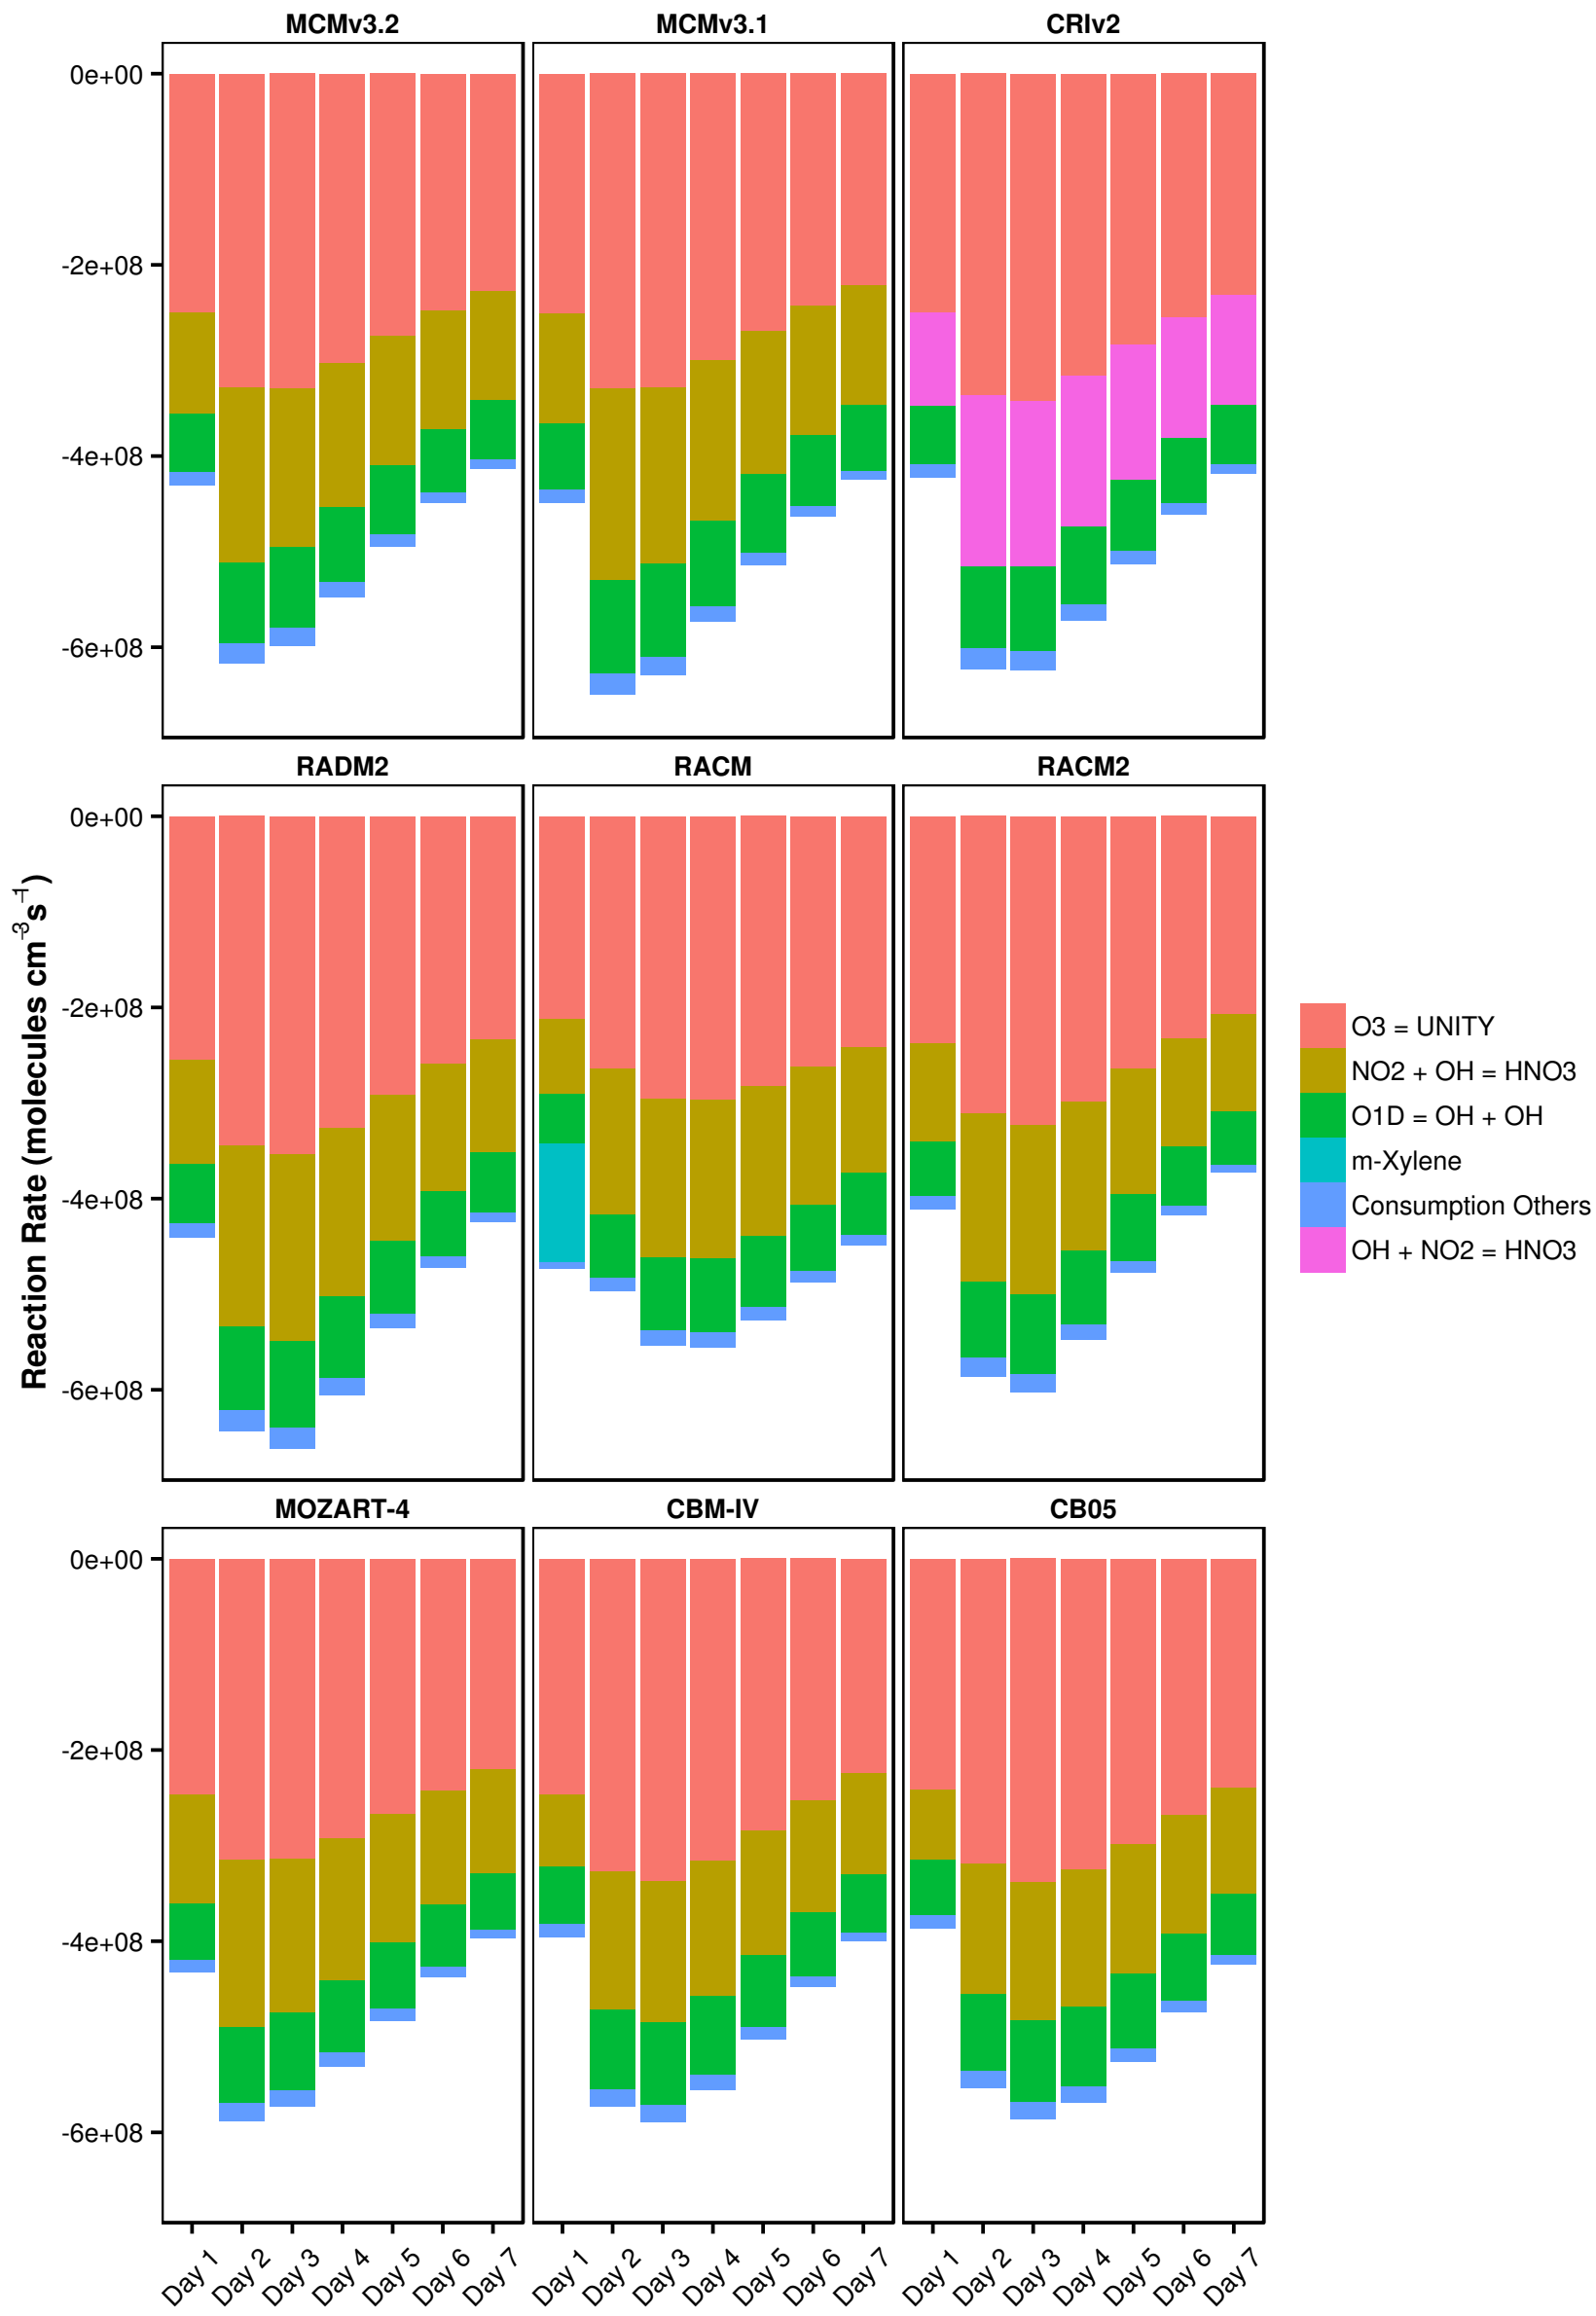 MCMv3.2 MCMv3.1 CRIv2
0e+00
-2e+08
-4e+08
-6e+08
RADM2 RACM RACM2
0e+00
-2e+08
-4e+08
-6e+08
MOZART-4 CBM-IV CB05
0e+00
-2e+08
-4e+08
-6e+08
Day 1 Day 2 Day 3 Day 4 Day 5 Day 6 Day 7 Day 1 Day 2 Day 3 Day 4 Day 5 Day 6 Day 7 Day 1 Day 2 Day 3 Day 4 Day 5 Day 6 Day 7
Reaction Rate (molecules cm⁻³s⁻¹)
O3 = UNITY
NO2 + OH = HNO3
O1D = OH + OH
m-Xylene
Consumption Others
OH + NO2 = HNO3